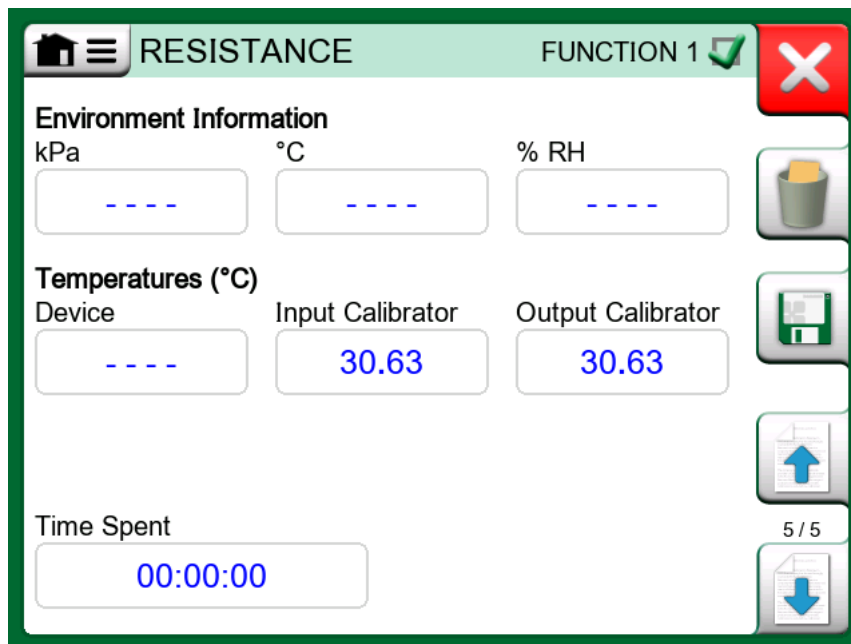 RESISTANCE FUNCTION 1
Environment Information
kPa °C % RH
- - - - - - - - - - - -
Temperatures (°C)
Device Input Calibrator Output Calibrator
- - - - 30.63 30.63
Time Spent
5 / 5
00:00:00